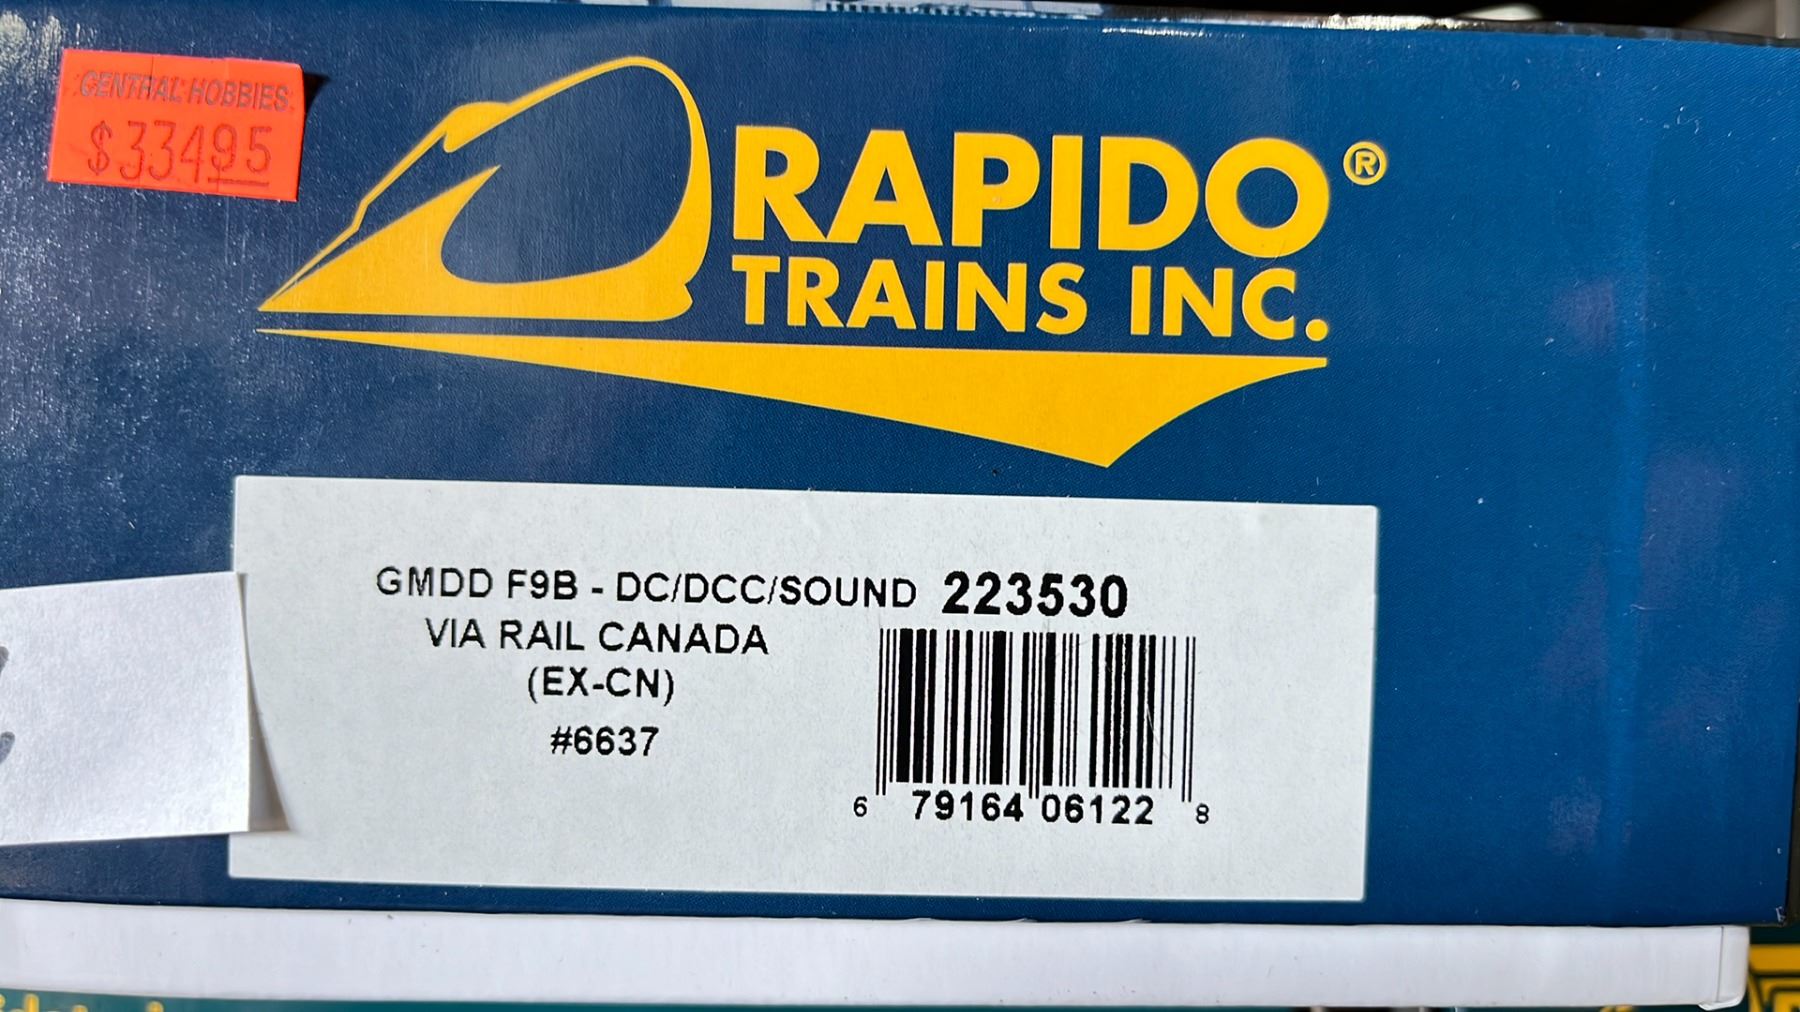 CENTRAL HOBBIES
$33495
RAPIDO®
TRAINS INC.
GMDD F9B - DC/DCC/SOUND 223530
VIA RAIL CANADA
(EX-CN)
#6637
6 79164 06122 8